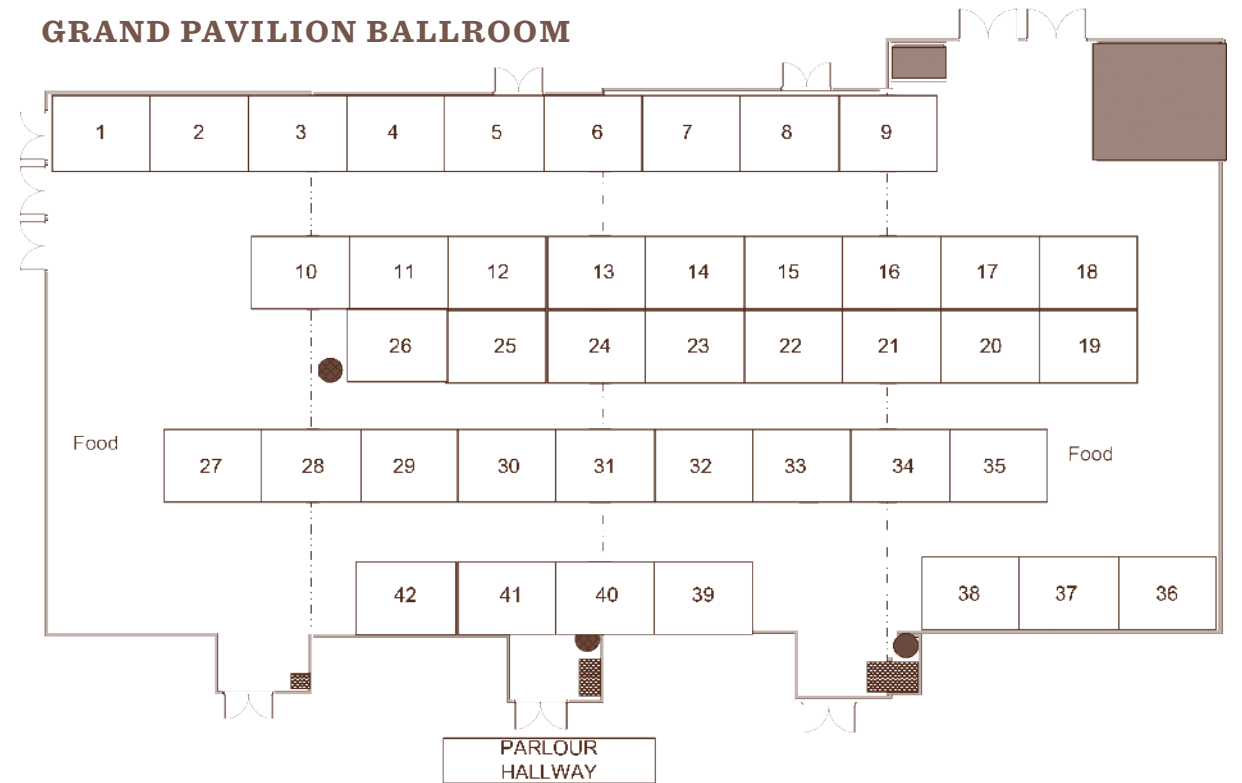 GRAND PAVILION BALLROOM
1 2 3 4 5 6 7 8 9
10 11 12 13 14 15 16 17 18
26 25 24 23 22 21 20 19
Food
27 28 29 30 31 32 33 34 35
Food
42 41 40 39
38 37 36
PARLOUR
HALLWAY